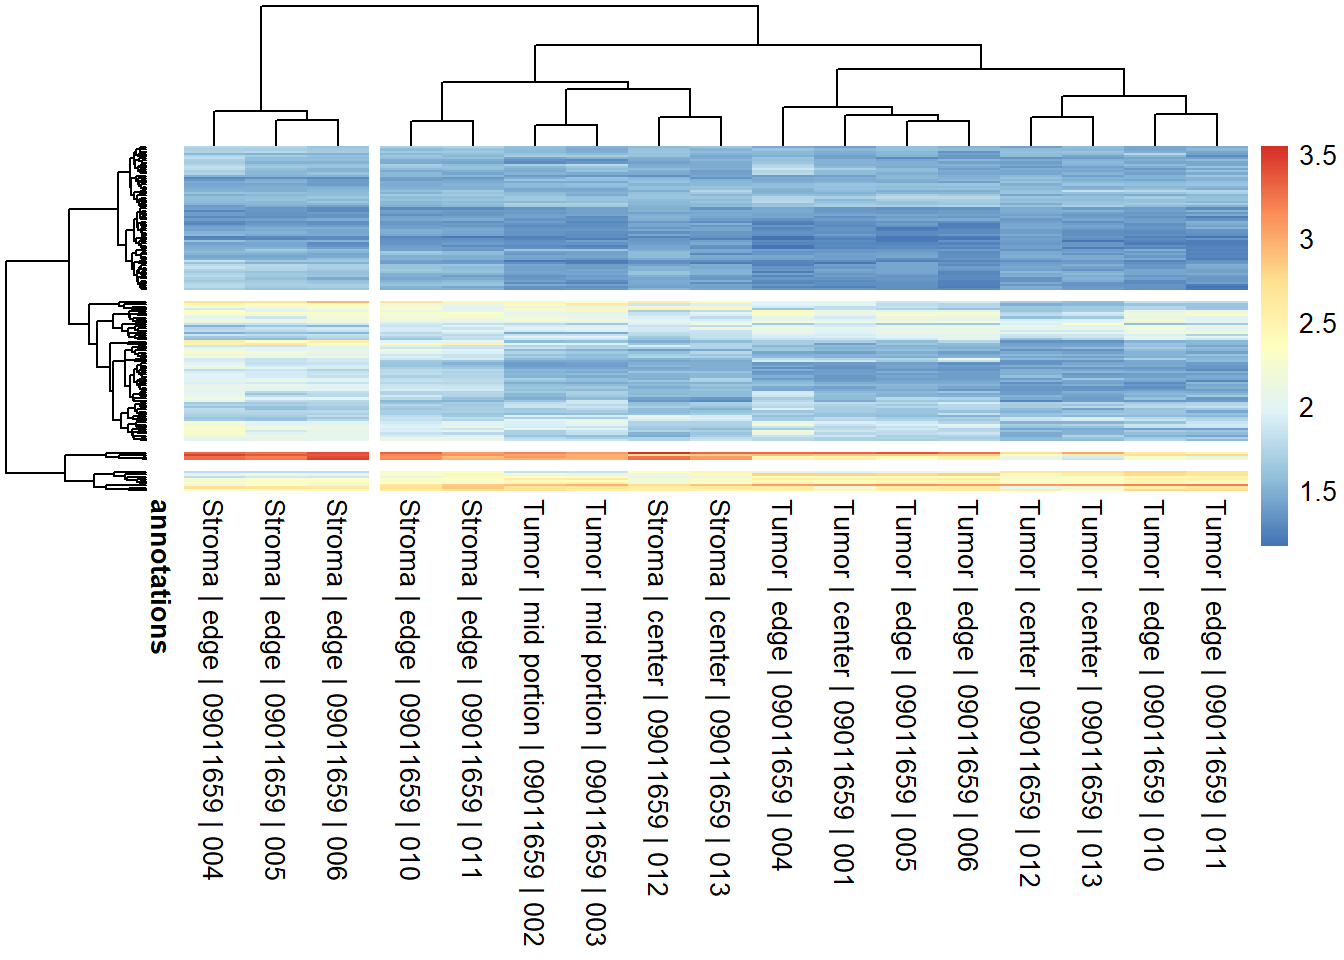 3.5
3
2.5
2
1.5
annotations
Stroma | edge | 09011659 | 004
Stroma | edge | 09011659 | 005
Stroma | edge | 09011659 | 006
Stroma | edge | 09011659 | 010
Stroma | edge | 09011659 | 011
Tumor | mid portion | 09011659 | 002
Tumor | mid portion | 09011659 | 003
Stroma | center | 09011659 | 012
Stroma | center | 09011659 | 013
Tumor | edge | 09011659 | 004
Tumor | center | 09011659 | 001
Tumor | edge | 09011659 | 005
Tumor | edge | 09011659 | 006
Tumor | center | 09011659 | 012
Tumor | center | 09011659 | 013
Tumor | edge | 09011659 | 010
Tumor | edge | 09011659 | 011